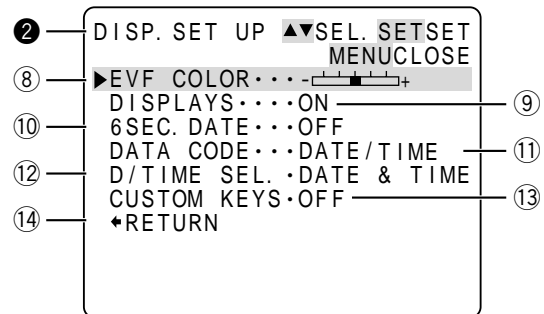 ❷ DISP. SET UP ▲▼SEL. SETSET
MENUCLOSE
⑧ ▶EVF COLOR··· -+
DISPLAYS····ON ⑨
⑩ 6SEC. DATE···OFF
DATA CODE···DATE/TIME ⑪
⑫ D/TIME SEL.·DATE & TIME
CUSTOM KEYS·OFF ⑬
⑭ RETURN